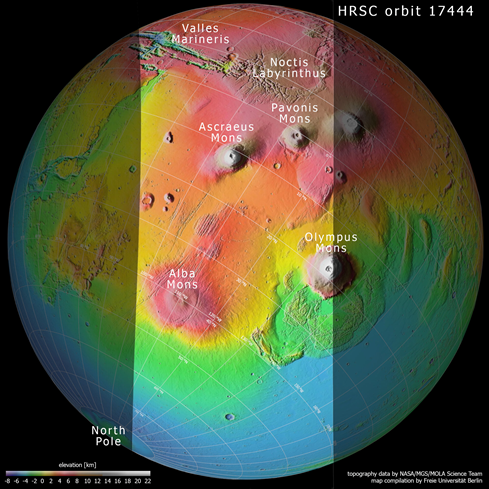 HRSC orbit 17444
Valles
Marineris
Noctis
Labyrinthus
Pavonis
Mons
Ascraeus
Mons
Olympus
Mons
Alba
Mons
North
Pole
elevation [km]
-8 -6 -4 -2 0 2 4 6 8 10 12 14 16 18 20 22
topography data by NASA/MGS/MOLA Science Team
map compilation by Freie Universität Berlin